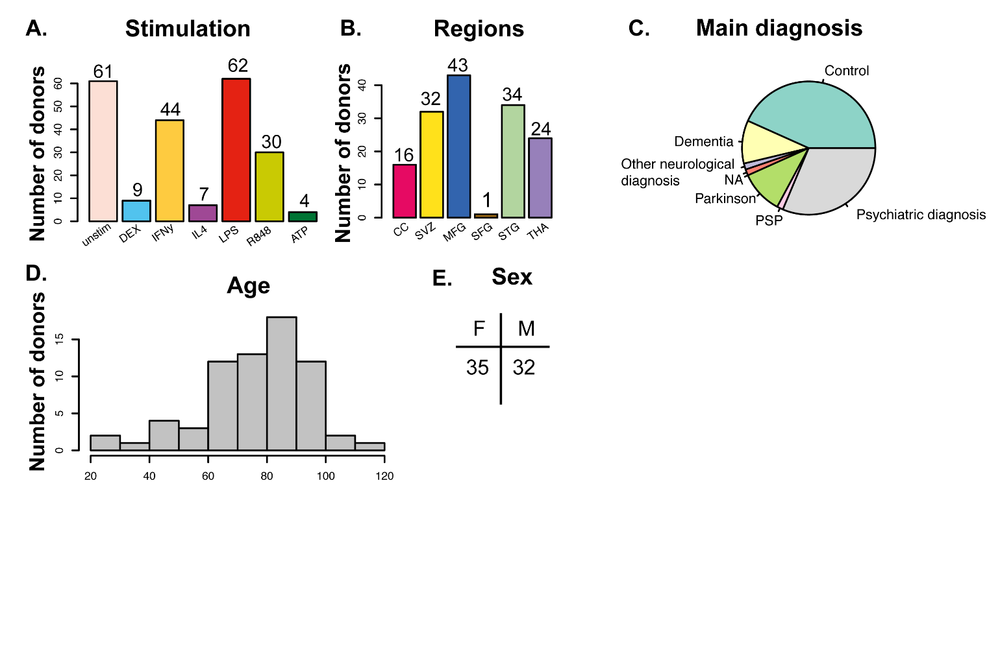 A.
Stimulation
Number of donors
0
10
20
30
40
50
60
61
9
44
7
62
30
4
unstim
DEX
IFNy
IL4
LPS
R848
ATP
B.
Regions
Number of donors
0
10
20
30
40
16
32
43
1
34
24
CC
SVZ
MFG
SFG
STG
THA
C.
Main diagnosis
Control
Dementia
Other neurological
diagnosis
NA
Parkinson
PSP
Psychiatric diagnosis
D.
Age
Number of donors
0
5
10
15
20
40
60
80
100
120
E.
Sex
F M
35 32